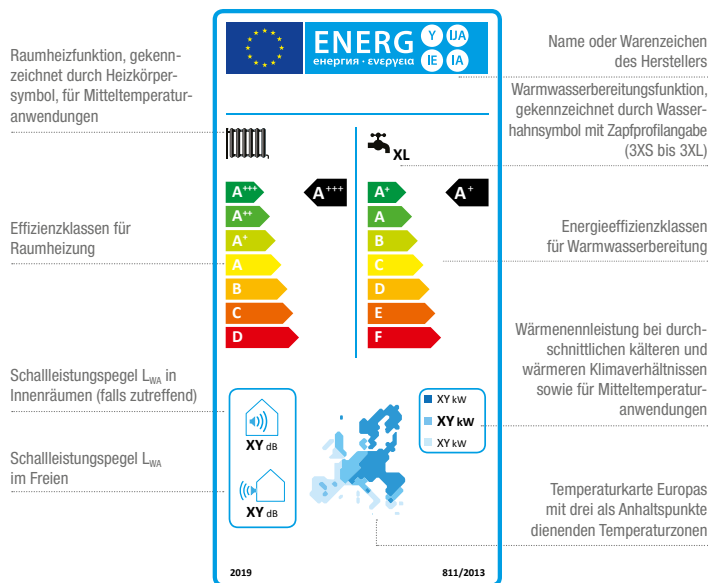 Raumheizfunktion, gekenn-
zeichnet durch Heizkörper-
symbol, für Mitteltemperatur-
anwendungen
Effizienzklassen für
Raumheizung
Schallleistungspegel LWA in
Innenräumen (falls zutreffend)
Schallleistungspegel LWA
im Freien
ENERG
енергия · ενεργεια
Y IJA
IE IA
XL
A+++
A++
A+
A
B
C
D
A+++
A+
A
B
C
D
E
F
A+
XY dB
XY dB
XY kW
XY kW
XY kW
2019
811/2013
Name oder Warenzeichen
des Herstellers
Warmwasserbereitungsfunktion,
gekennzeichnet durch Wasser-
hahnsymbol mit Zapfprofilangabe
(3XS bis 3XL)
Energieeffizienzklassen
für Warmwasserbereitung
Wärmenennleistung bei durch-
schnittlichen kälteren und
wärmeren Klimaverhältnissen
sowie für Mitteltemperatur-
anwendungen
Temperaturkarte Europas
mit drei als Anhaltspunkte
dienenden Temperaturzonen